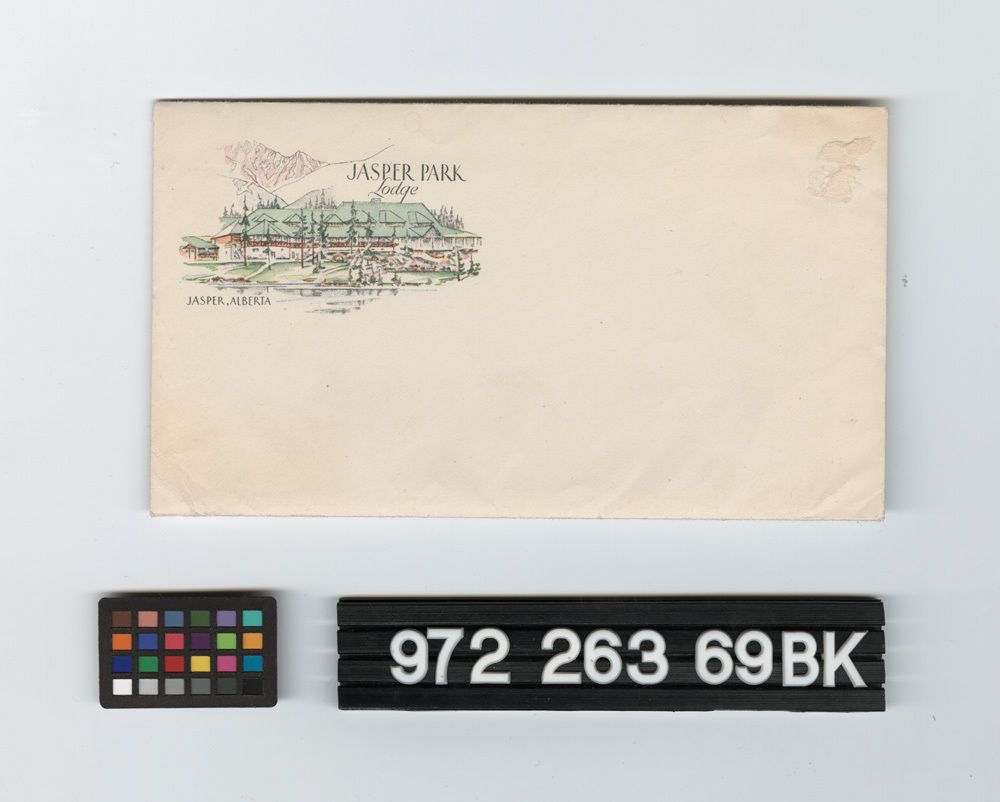 JASPER PARK
Lodge
JASPER, ALBERTA
972 263 69BK